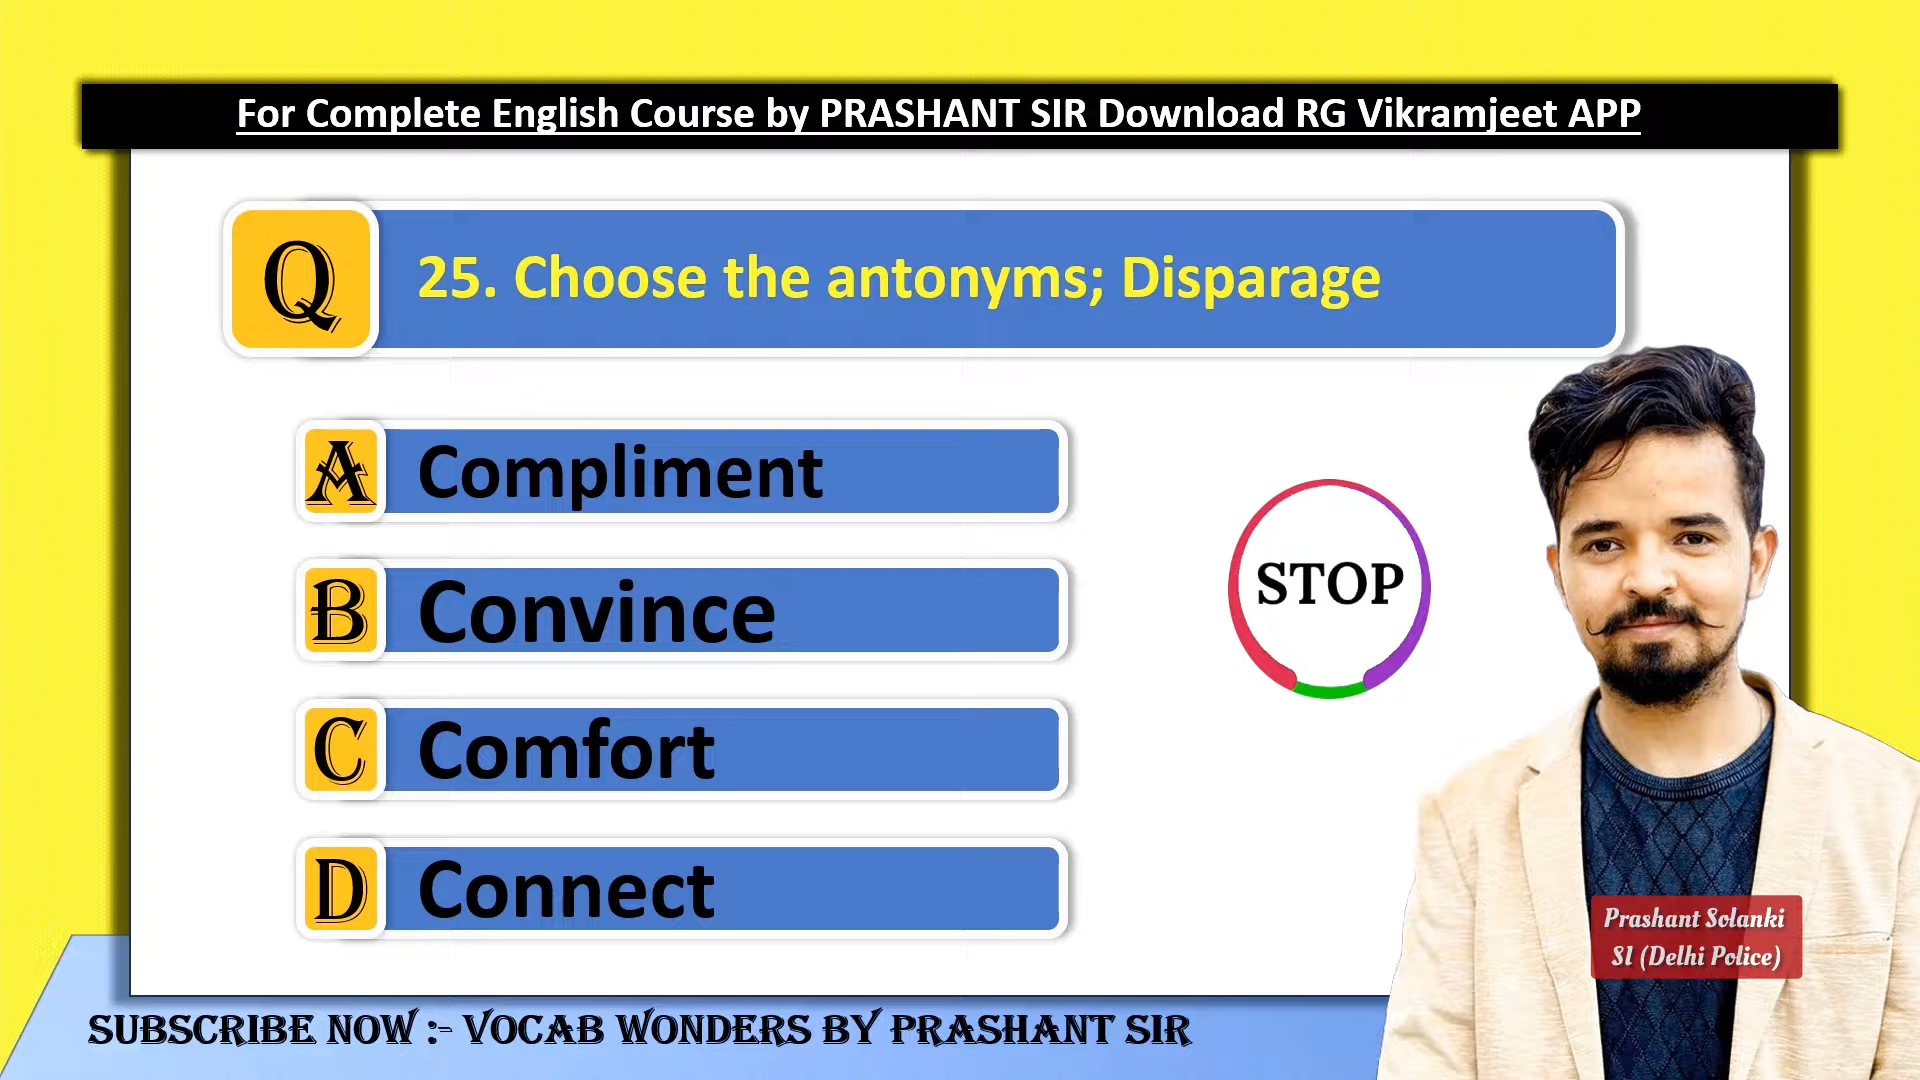 For Complete English Course by PRASHANT SIR Download RG Vikramjeet APP
Q
25. Choose the antonyms; Disparage
A
Compliment
B
Convince
C
Comfort
D
Connect
STOP
Prashant Solanki
SI (Delhi Police)
SUBSCRIBE NOW :- VOCAB WONDERS BY PRASHANT SIR